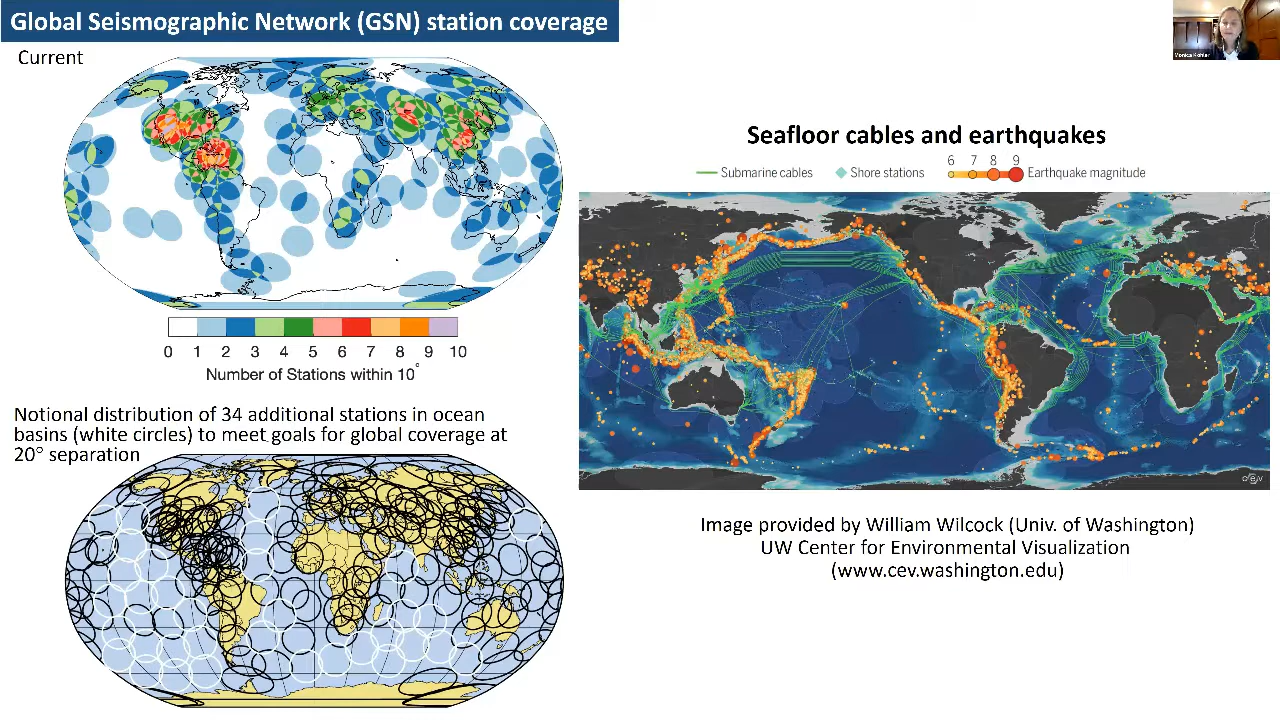 Global Seismographic Network (GSN) station coverage
Monica Kohler
Current
0 1 2 3 4 5 6 7 8 9 10
Number of Stations within 10°
Notional distribution of 34 additional stations in ocean
basins (white circles) to meet goals for global coverage at
20° separation
Seafloor cables and earthquakes
6 7 8 9
Submarine cables Shore stations Earthquake magnitude
cev
Image provided by William Wilcock (Univ. of Washington)
UW Center for Environmental Visualization
(www.cev.washington.edu)